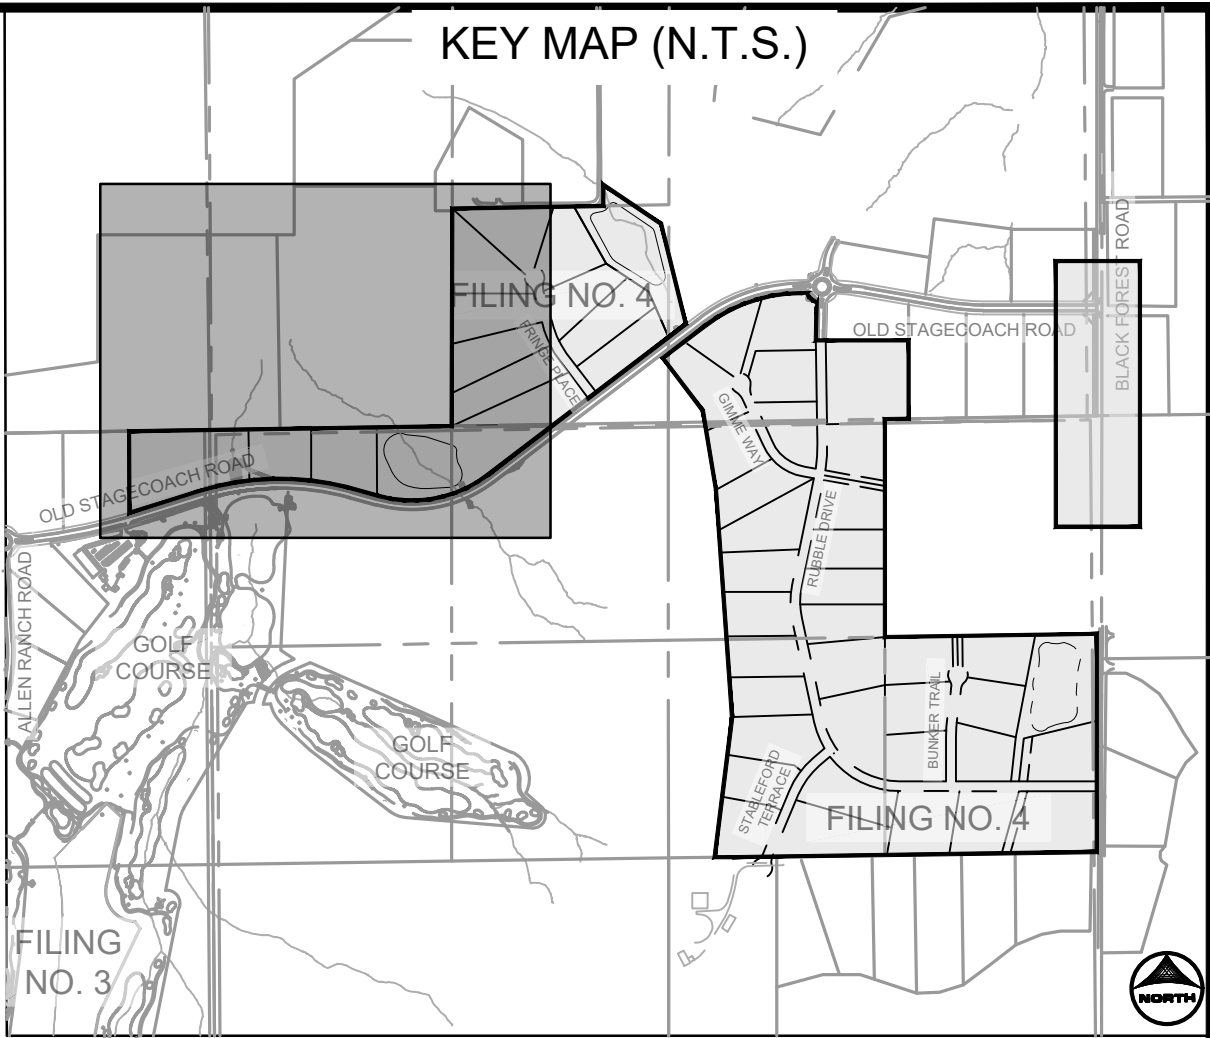 KEY MAP (N.T.S.)
BLACK FOREST ROAD
FILING NO. 4
OLD STAGECOACH ROAD
FRINGE PLACE
GIMME WAY
OLD STAGECOACH ROAD
RUBBLE DRIVE
ALLEN RANCH ROAD
GOLF
COURSE
BUNKER TRAIL
GOLF
COURSE
STABLEFORD
TERRACE
FILING NO. 4
FILING
NO. 3
NORTH